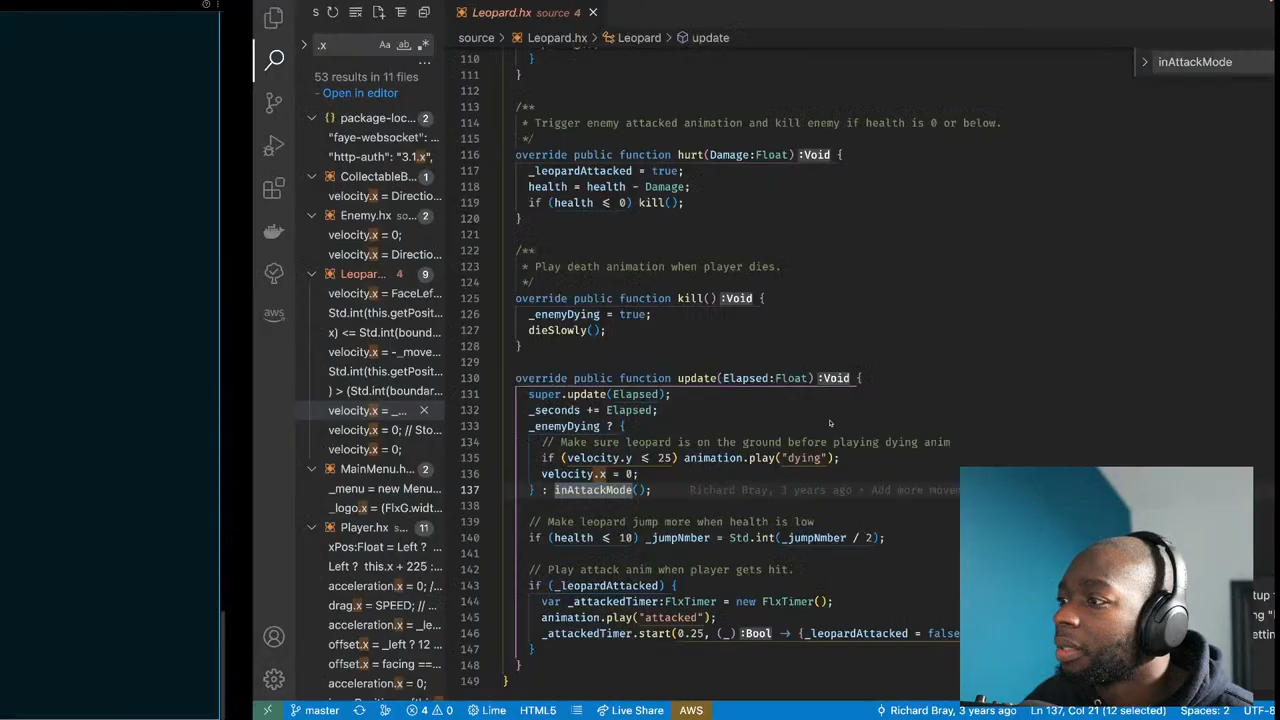 S
Leopard.hx source 4
source
Leopard.hx
Leopard
update
.x
Aa
ab
53 results in 11 files
- Open in editor
package-loc... 2
"faye-websocket": ...
"http-auth": "3.1.x",
CollectableB... 1
velocity.x = Directio...
Enemy.hx so... 2
velocity.x = 0;
velocity.x = Directio...
Leopar... 4 9
velocity.x = FaceLef...
Std.int(this.getPosit...
x) <= Std.int(bound...
velocity.x = -_move...
Std.int(this.getPosit...
) > (Std.int(boundar...
velocity.x = _...
velocity.x = 0; // Sto...
velocity.x = 0;
MainMenu.h... 2
_menu = new Menu...
_logo.x = (FlxG.widt...
Player.hx s... 11
xPos:Float = Left ? ...
Left ? this.x + 225 : ...
acceleration.x = 0; /...
drag.x = SPEED; // ...
acceleration.x = _le...
offset.x = _left ? 12 ...
offset.x = facing ==...
acceleration.x = 0;
aws
inAttackMode
110 }
111 }
112
113 /**
114 * Trigger enemy attacked animation and kill enemy if health is 0 or below.
115 */
116 override public function hurt(Damage:Float):Void {
117 _leopardAttacked = true;
118 health = health - Damage;
119 if (health <= 0) kill();
120 }
121
122 /**
123 * Play death animation when player dies.
124 */
125 override public function kill():Void {
126 _enemyDying = true;
127 dieSlowly();
128 }
129
130 override public function update(Elapsed:Float):Void {
131 super.update(Elapsed);
132 _seconds += Elapsed;
133 _enemyDying ? {
134 // Make sure leopard is on the ground before playing dying anim
135 if (velocity.y <= 25) animation.play("dying");
136 velocity.x = 0;
137 } : inAttackMode(); Richard Bray, 3 years ago • Add more movem
138
139 // Make leopard jump more when health is low
140 if (health <= 10) _jumpNmber = Std.int(_jumpNmber / 2);
141
142 // Play attack anim when player gets hit.
143 if (_leopardAttacked) {
144 var _attackedTimer:FlxTimer = new FlxTimer();
145 animation.play("attacked");
146 _attackedTimer.start(0.25, (_):Bool -> {_leopardAttacked = false
147 }
148 }
149 }
etup
"
etting
master
4 0
Lime
HTML5
Live Share
AWS
Richard Bray, 3 years ago
Ln 137, Col 21 (12 selected)
Spaces: 2
UTF-8